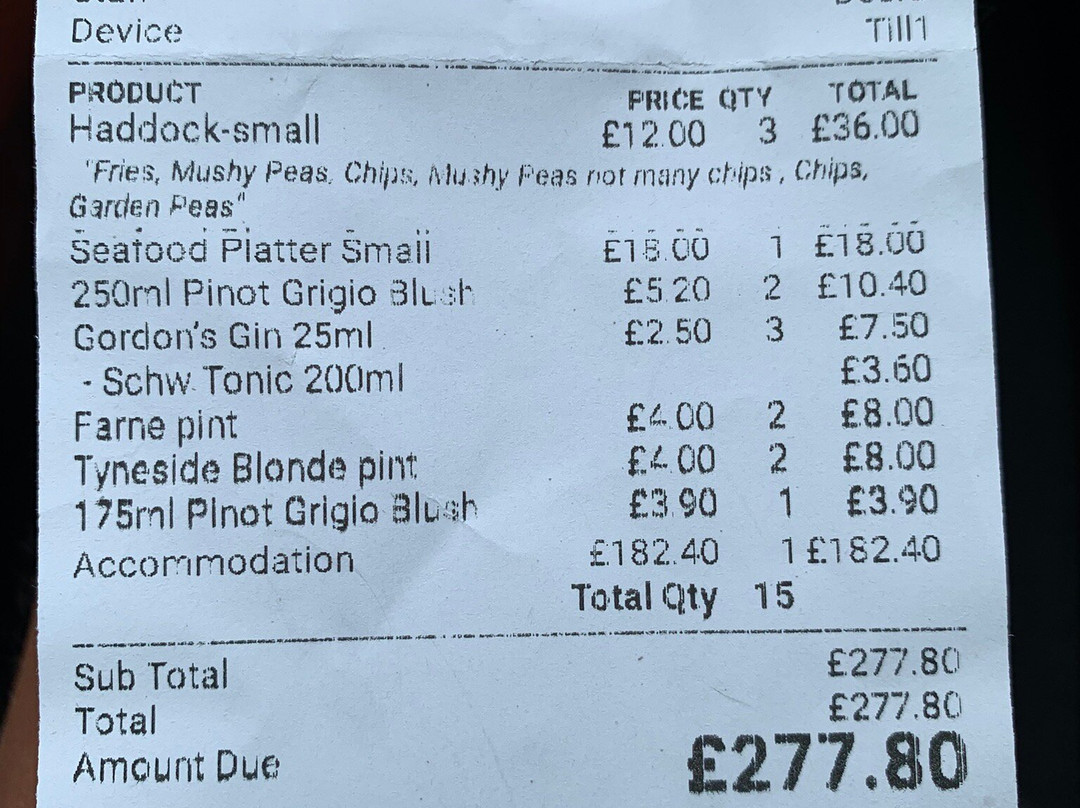 Device Till1
PRODUCT PRICE QTY TOTAL
Haddock-small £12.00 3 £36.00
"Fries, Mushy Peas, Chips, Mushy Peas not many chips, Chips,
Garden Peas"
Seafood Platter Small £18.00 1 £18.00
250ml Pinot Grigio Blush £5.20 2 £10.40
Gordon's Gin 25ml £2.50 3 £7.50
- Schw Tonic 200ml £3.60
Farne pint £4.00 2 £8.00
Tyneside Blonde pint £4.00 2 £8.00
175ml Pinot Grigio Blush £3.90 1 £3.90
Accommodation £182.40 1 £182.40
Total Qty 15
Sub Total £277.80
Total £277.80
Amount Due £277.80